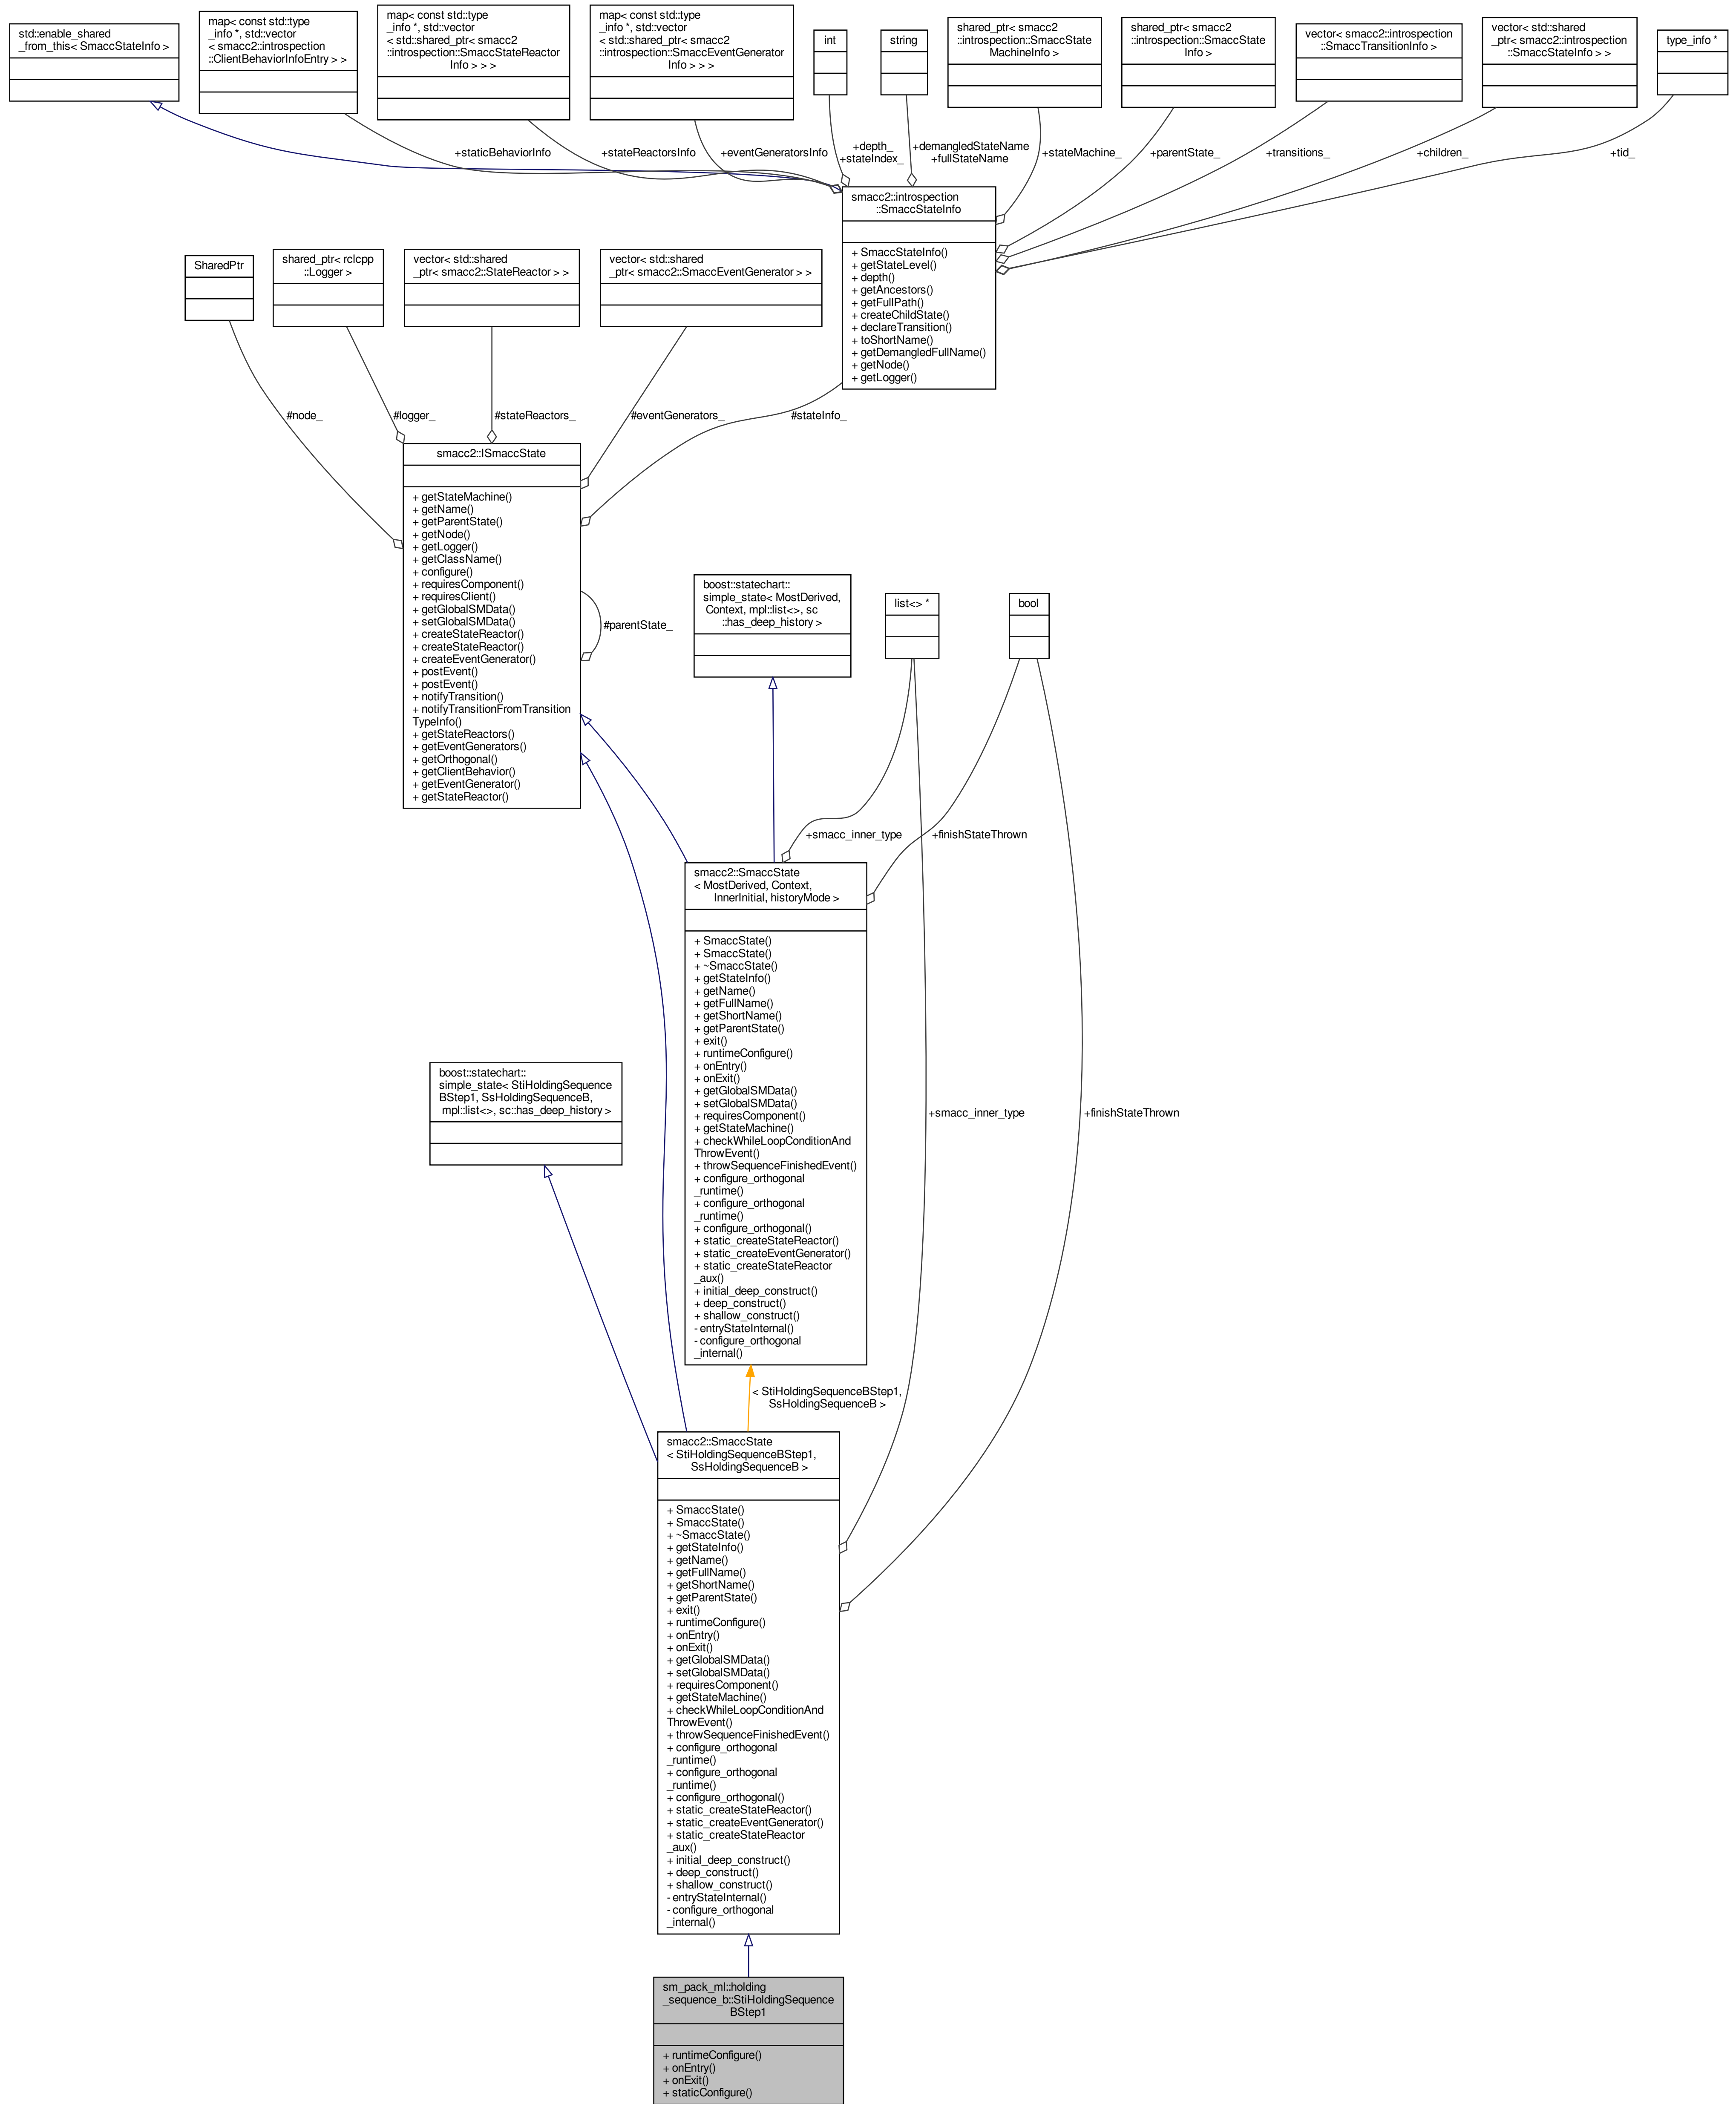 std::enable_shared
_from_this< SmaccStateInfo >
map< const std::type
_info *, std::vector
< smacc2::introspection
::ClientBehaviorInfoEntry > >
map< const std::type
_info *, std::vector
< std::shared_ptr< smacc2
::introspection::SmaccStateReactor
Info > > >
map< const std::type
_info *, std::vector
< std::shared_ptr< smacc2
::introspection::SmaccEventGenerator
Info > > >
int
string
shared_ptr< smacc2
::introspection::SmaccState
MachineInfo >
shared_ptr< smacc2
::introspection::SmaccState
Info >
vector< smacc2::introspection
::SmaccTransitionInfo >
vector< std::shared
_ptr< smacc2::introspection
::SmaccStateInfo > >
type_info *
+staticBehaviorInfo
+stateReactorsInfo
+eventGeneratorsInfo
+depth_
+stateIndex_
+demangledStateName
+fullStateName
+stateMachine_
+parentState_
+transitions_
+children_
+tid_
smacc2::introspection
::SmaccStateInfo
+ SmaccStateInfo()
+ getStateLevel()
+ depth()
+ getAncestors()
+ getFullPath()
+ createChildState()
+ declareTransition()
+ toShortName()
+ getDemangledFullName()
+ getNode()
+ getLogger()
SharedPtr
shared_ptr< rclcpp
::Logger >
vector< std::shared
_ptr< smacc2::StateReactor > >
vector< std::shared
_ptr< smacc2::SmaccEventGenerator > >
#node_
#logger_
#stateReactors_
#eventGenerators_
#stateInfo_
smacc2::ISmaccState
+ getStateMachine()
+ getName()
+ getParentState()
+ getNode()
+ getLogger()
+ getClassName()
+ configure()
+ requiresComponent()
+ requiresClient()
+ getGlobalSMData()
+ setGlobalSMData()
+ createStateReactor()
+ createStateReactor()
+ createEventGenerator()
+ postEvent()
+ postEvent()
+ notifyTransition()
+ notifyTransitionFromTransition
TypeInfo()
+ getStateReactors()
+ getEventGenerators()
+ getOrthogonal()
+ getClientBehavior()
+ getEventGenerator()
+ getStateReactor()
#parentState_
boost::statechart::
simple_state< MostDerived,
Context, mpl::list<>, sc
::has_deep_history >
list<> *
bool
+smacc_inner_type
+finishStateThrown
smacc2::SmaccState
< MostDerived, Context,
InnerInitial, historyMode >
+ SmaccState()
+ SmaccState()
+ ~SmaccState()
+ getStateInfo()
+ getName()
+ getFullName()
+ getShortName()
+ getParentState()
+ exit()
+ runtimeConfigure()
+ onEntry()
+ onExit()
+ getGlobalSMData()
+ setGlobalSMData()
+ requiresComponent()
+ getStateMachine()
+ checkWhileLoopConditionAnd
ThrowEvent()
+ throwSequenceFinishedEvent()
+ configure_orthogonal
_runtime()
+ configure_orthogonal
_runtime()
+ configure_orthogonal()
+ static_createStateReactor()
+ static_createEventGenerator()
+ static_createStateReactor
_aux()
+ initial_deep_construct()
+ deep_construct()
+ shallow_construct()
- entryStateInternal()
- configure_orthogonal
_internal()
boost::statechart::
simple_state< StiHoldingSequence
BStep1, SsHoldingSequenceB,
mpl::list<>, sc::has_deep_history >
+smacc_inner_type
+finishStateThrown
< StiHoldingSequenceBStep1,
SsHoldingSequenceB >
smacc2::SmaccState
< StiHoldingSequenceBStep1,
SsHoldingSequenceB >
+ SmaccState()
+ SmaccState()
+ ~SmaccState()
+ getStateInfo()
+ getName()
+ getFullName()
+ getShortName()
+ getParentState()
+ exit()
+ runtimeConfigure()
+ onEntry()
+ onExit()
+ getGlobalSMData()
+ setGlobalSMData()
+ requiresComponent()
+ getStateMachine()
+ checkWhileLoopConditionAnd
ThrowEvent()
+ throwSequenceFinishedEvent()
+ configure_orthogonal
_runtime()
+ configure_orthogonal
_runtime()
+ configure_orthogonal()
+ static_createStateReactor()
+ static_createEventGenerator()
+ static_createStateReactor
_aux()
+ initial_deep_construct()
+ deep_construct()
+ shallow_construct()
- entryStateInternal()
- configure_orthogonal
_internal()
sm_pack_ml::holding
_sequence_b::StiHoldingSequence
BStep1
+ runtimeConfigure()
+ onEntry()
+ onExit()
+ staticConfigure()